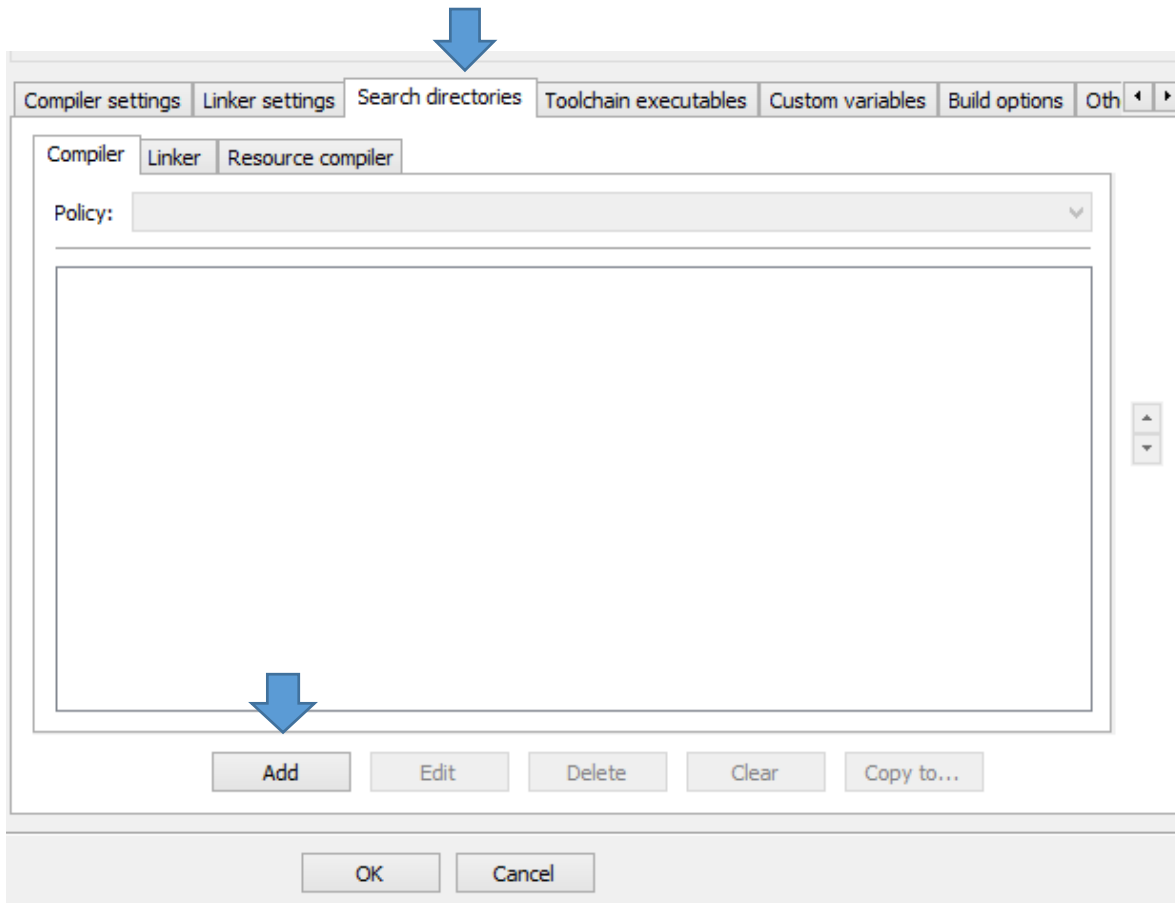 Compiler settings Linker settings Search directories Toolchain executables Custom variables Build options Oth
Compiler Linker Resource compiler
Policy:
Add Edit Delete Clear Copy to...
OK Cancel